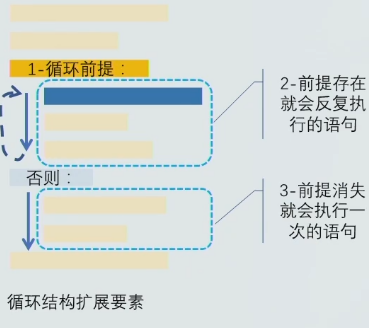 1-循环前提：
2-前提存在
就会反复执
行的语句
否则：
3-前提消失
就会执行一
次的语句
循环结构扩展要素